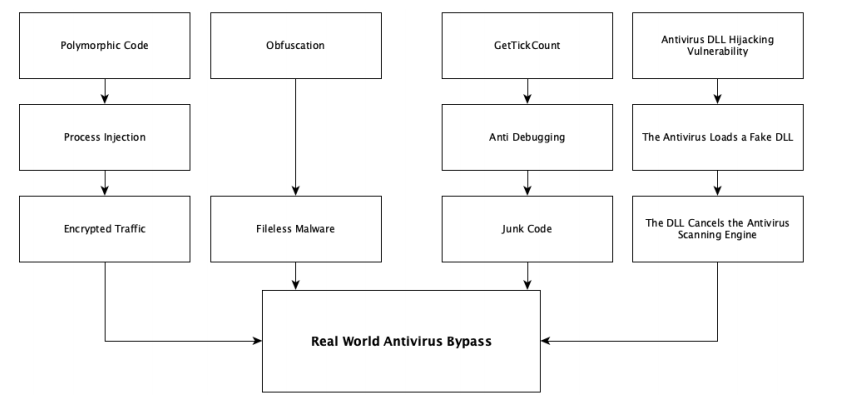 Polymorphic Code
Obfuscation
GetTickCount
Antivirus DLL Hijacking
Vulnerability
Process Injection
Anti Debugging
The Antivirus Loads a Fake DLL
Encrypted Traffic
Fileless Malware
Junk Code
The DLL Cancels the Antivirus
Scanning Engine
Real World Antivirus Bypass